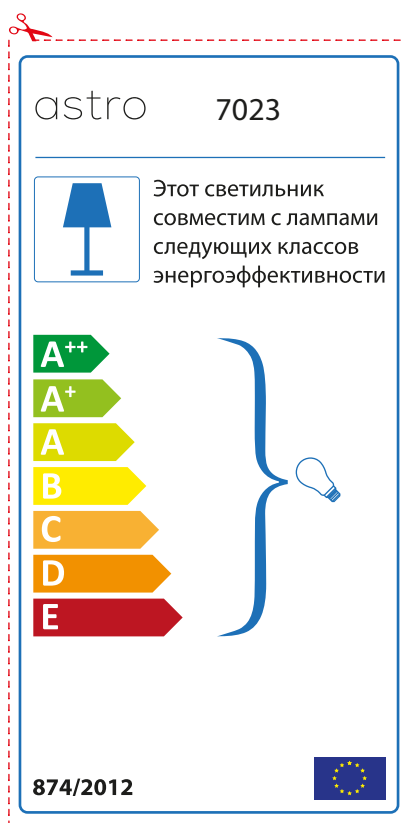 astro 7023
Этот светильник
совместим с лампами
следующих классов
энергоэффективности
A++
A+
A
B
C
D
E
874/2012